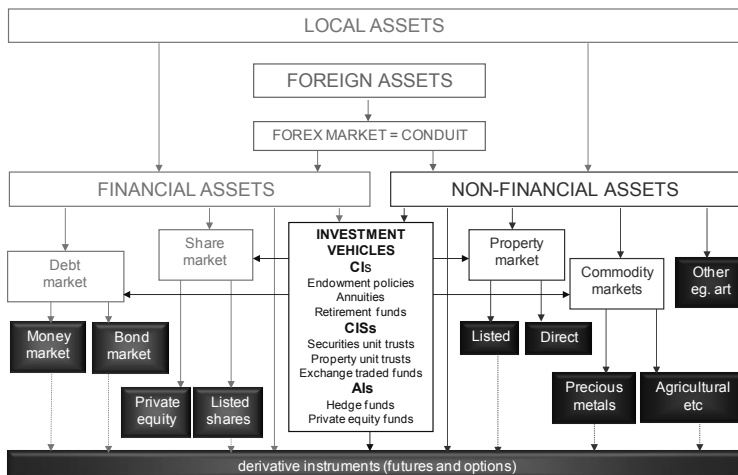 LOCAL ASSETS
FOREIGN ASSETS
FOREX MARKET = CONDUIT
FINANCIAL ASSETS
NON-FINANCIAL ASSETS
Debt
market
Share
market
INVESTMENT
VEHICLES
CIs
Endowment policies
Annuities
Retirement funds
CISs
Securities unit trusts
Property unit trusts
Exchange traded funds
AIs
Hedge funds
Private equity funds
Property
market
Commodity
markets
Other
eg. art
Money
market
Bond
market
Private
equity
Listed
shares
Listed
Direct
Precious
metals
Agricultural
etc
derivative instruments (futures and options)